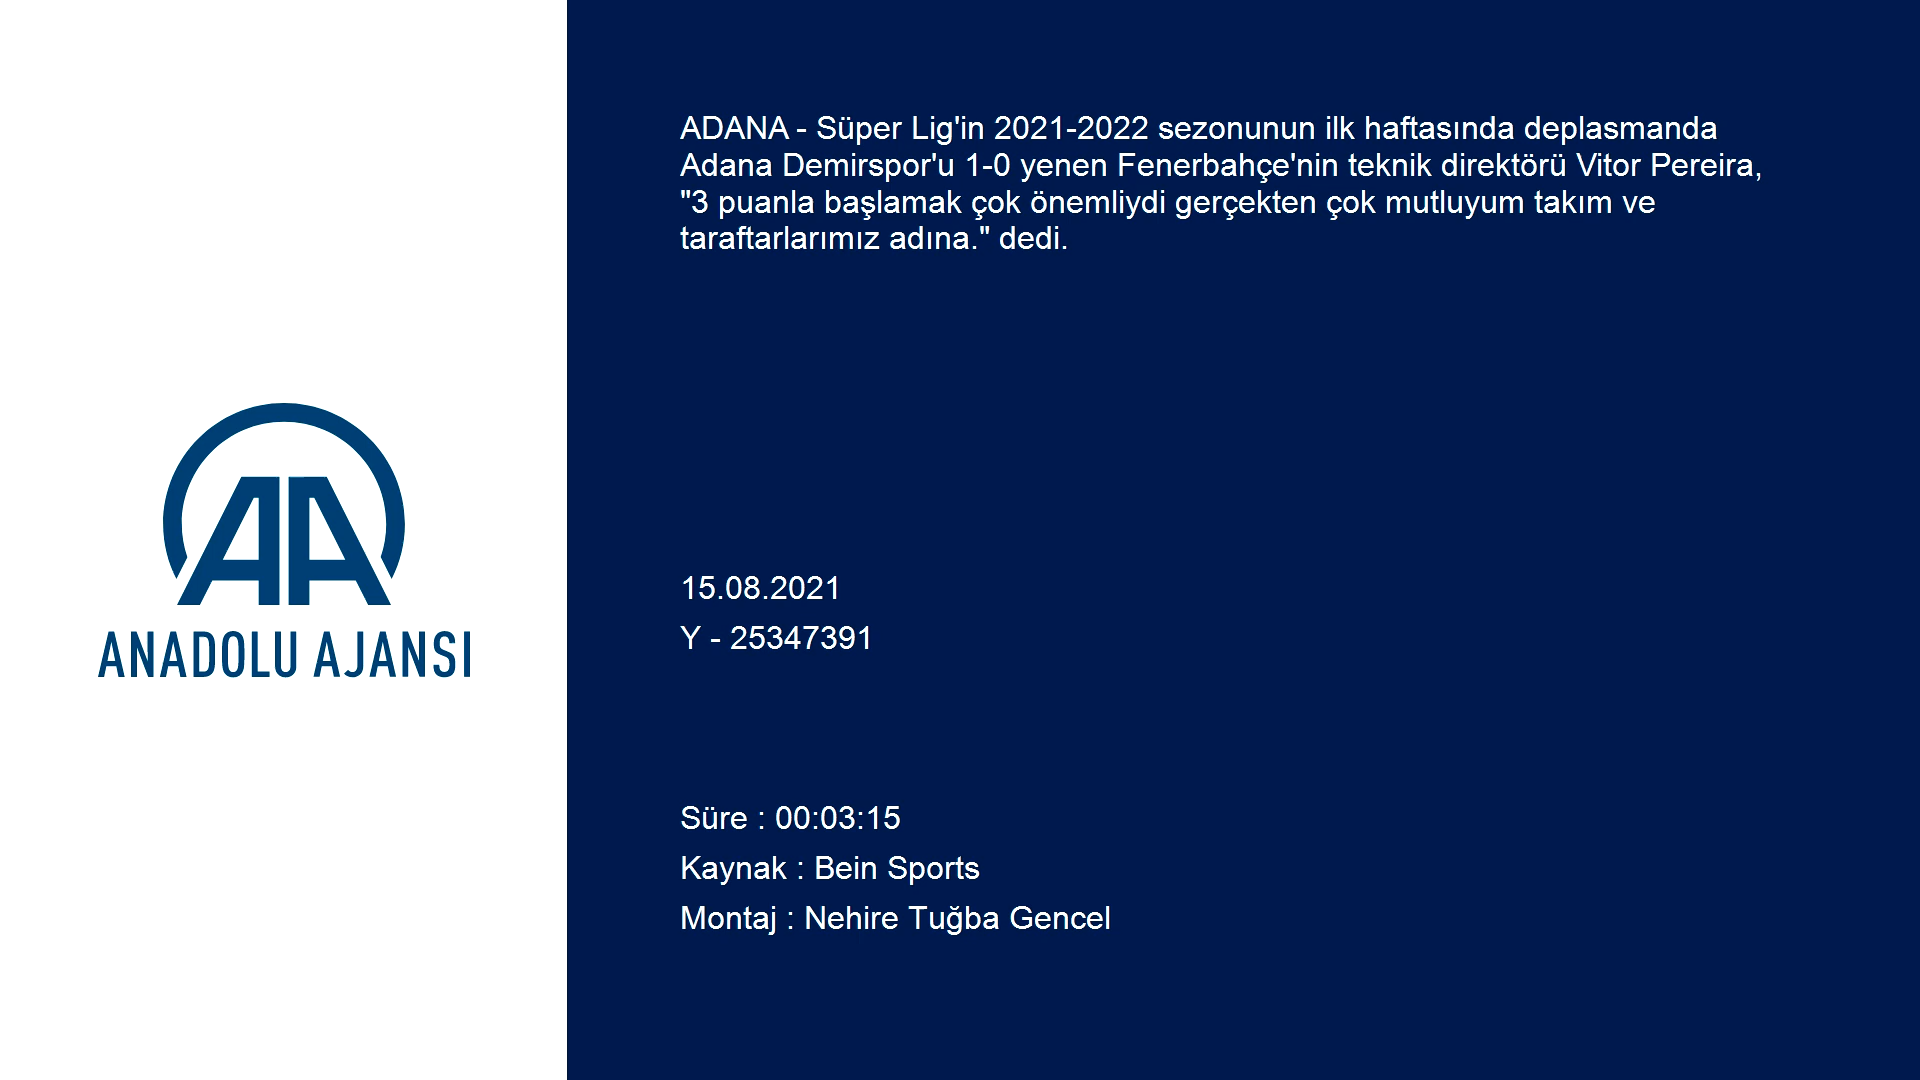 ADANA - Süper Lig'in 2021-2022 sezonunun ilk haftasında deplasmanda
Adana Demirspor'u 1-0 yenen Fenerbahçe'nin teknik direktörü Vitor Pereira,
"3 puanla başlamak çok önemliydi gerçekten çok mutluyum takım ve
taraftarlarımız adına." dedi.
AA
ANADOLU AJANSI
15.08.2021
Y - 25347391
Süre : 00:03:15
Kaynak : Bein Sports
Montaj : Nehire Tuğba Gencel